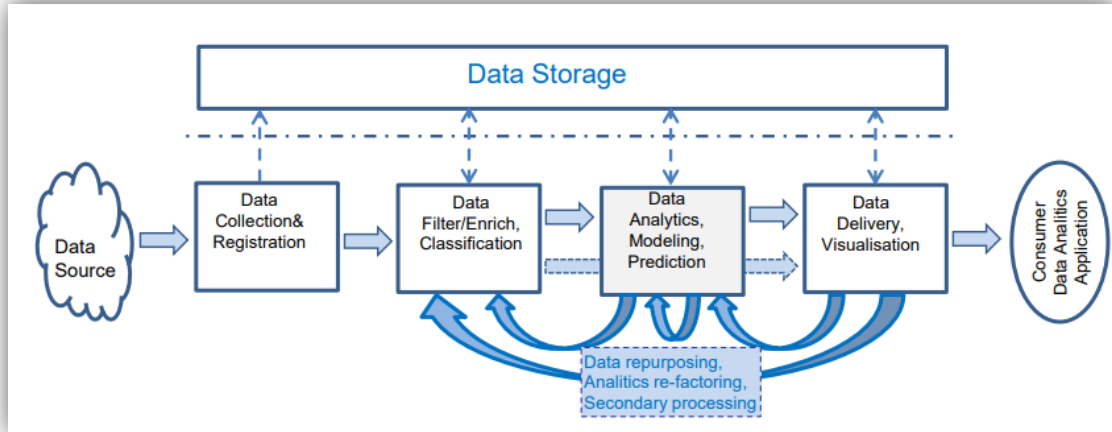 Data Storage
Data
Source
Data
Collection&
Registration
Data
Filter/Enrich,
Classification
Data
Analytics,
Modeling,
Prediction
Data
Delivery,
Visualisation
Consumer
Data Analytics
Application
Data repurposing,
Analitics re-factoring,
Secondary processing